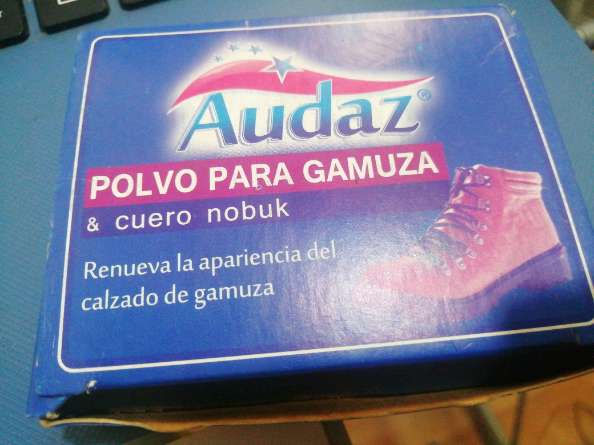 Audaz®
POLVO PARA GAMUZA
& cuero nobuk
Renueva la apariencia del
calzado de gamuza